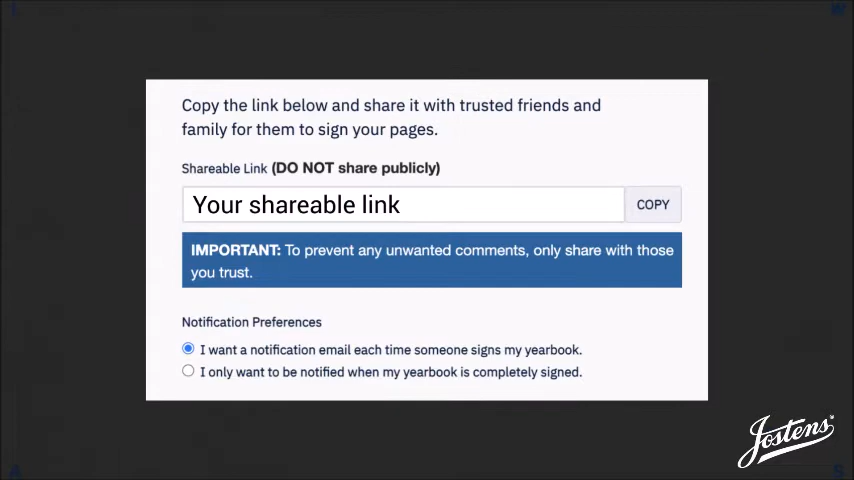 Copy the link below and share it with trusted friends and
family for them to sign your pages.
Shareable Link (DO NOT share publicly)
Your shareable link
COPY
IMPORTANT: To prevent any unwanted comments, only share with those
you trust.
Notification Preferences
I want a notification email each time someone signs my yearbook.
I only want to be notified when my yearbook is completely signed.
Jostens